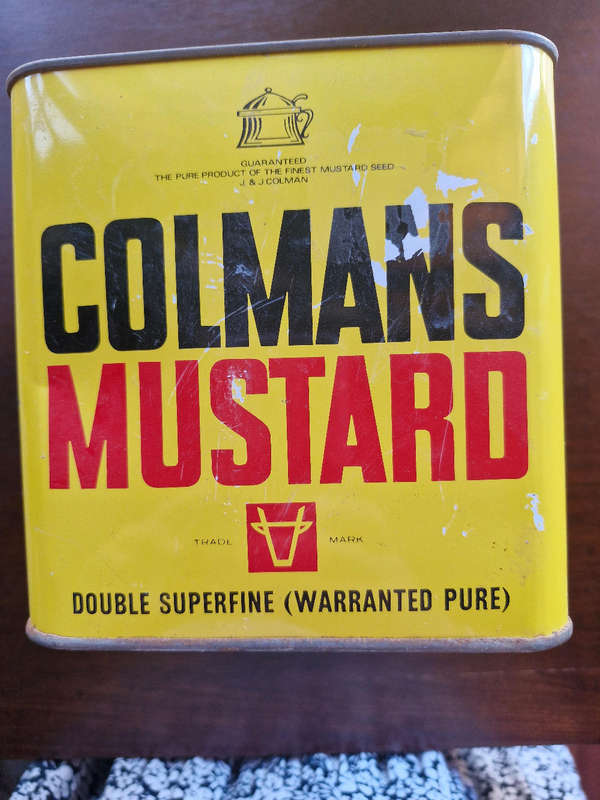 GUARANTEED
THE PURE PRODUCT OF THE FINEST MUSTARD SEED
J. & J. COLMAN
COLMANS
MUSTARD
TRADE MARK
DOUBLE SUPERFINE (WARRANTED PURE)